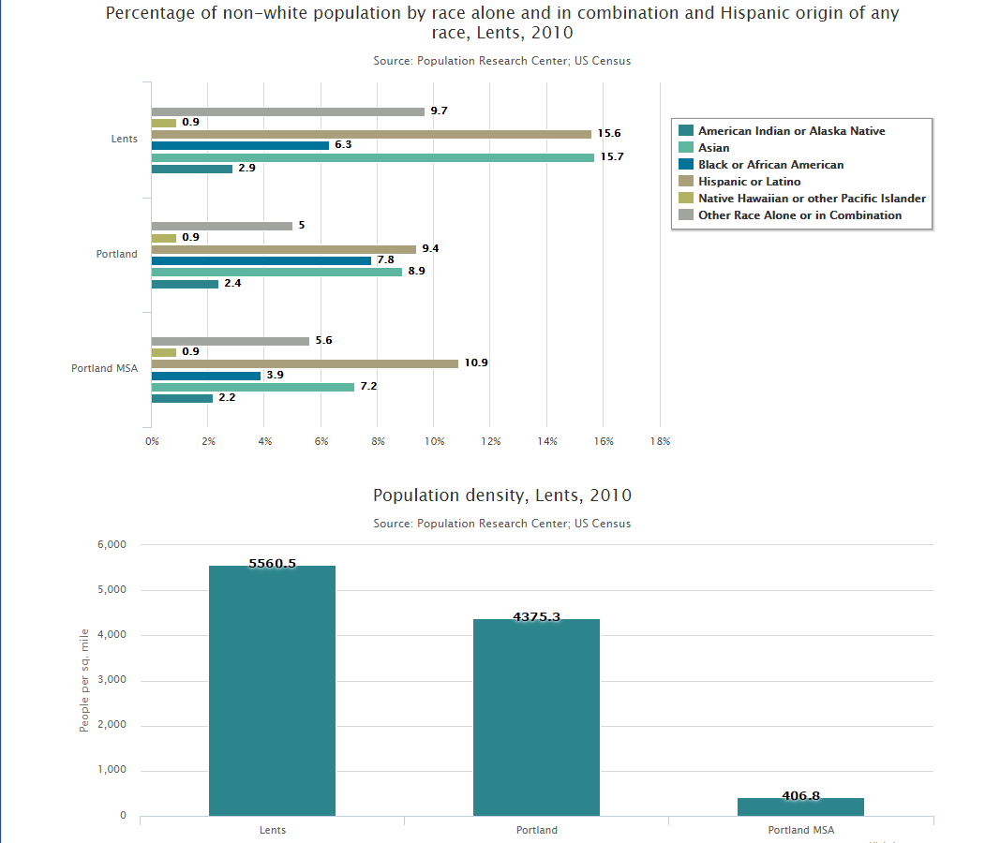 Percentage of non-white population by race alone and in combination and Hispanic origin of any
race, Lents, 2010
Source: Population Research Center; US Census
Lents
9.7
0.9
15.6
6.3
15.7
2.9
Portland
5
0.9
9.4
7.8
8.9
2.4
Portland MSA
5.6
0.9
10.9
3.9
7.2
2.2
0% 2% 4% 6% 8% 10% 12% 14% 16% 18%
American Indian or Alaska Native
Asian
Black or African American
Hispanic or Latino
Native Hawaiian or other Pacific Islander
Other Race Alone or in Combination
Population density, Lents, 2010
Source: Population Research Center; US Census
People per sq. mile
6,000
5,000
4,000
3,000
2,000
1,000
0
5560.5
4375.3
406.8
Lents Portland Portland MSA